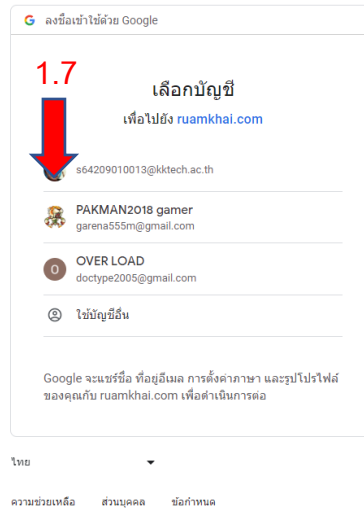 ลงชื่อเข้าใช้ด้วย Google
1.7
เลือกบัญชี
เพื่อไปยัง ruamkhai.com
s64209010013@kktech.ac.th
PAKMAN2018 gamer
garena555m@gmail.com
O
OVER LOAD
doctype2005@gmail.com
ใช้บัญชีอื่น
Google จะแชร์ชื่อ ที่อยู่อีเมล การตั้งค่าภาษา และรูปโปรไฟล์
ของคุณกับ ruamkhai.com เพื่อดำเนินการต่อ
ไทย
ความช่วยเหลือ ส่วนบุคคล ข้อกำหนด